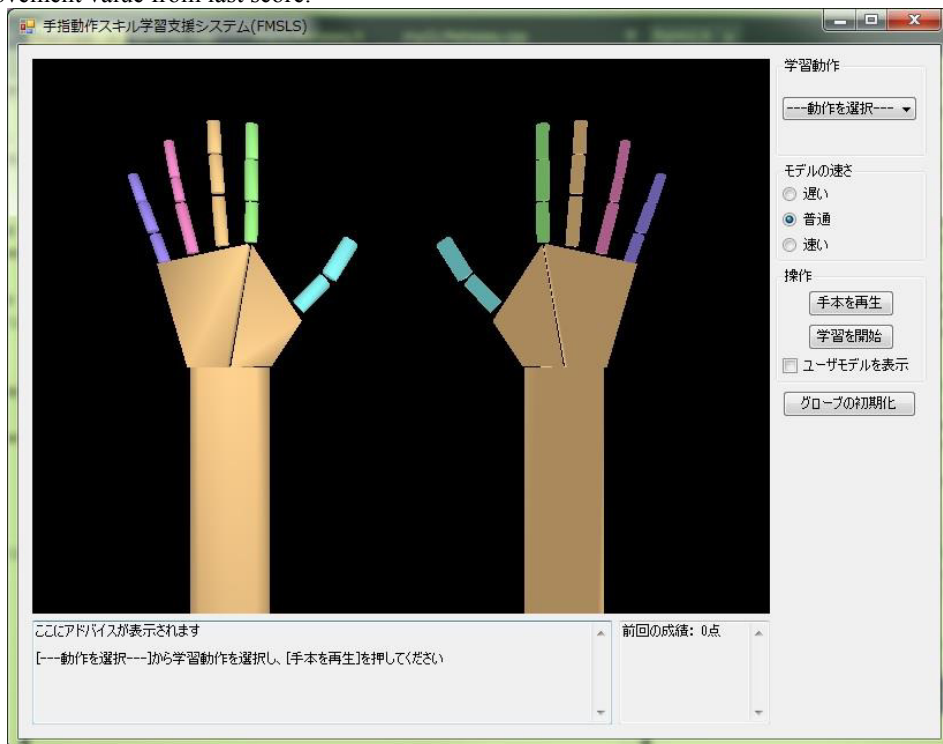 vement value from last score.
手指動作スキル学習支援システム(FMSLS)
学習動作
---動作を選択---
モデルの速さ
遅い
普通
速い
操作
手本を再生
学習を開始
ユーザモデルを表示
グローブの初期化
ここにアドバイスが表示されます
[---動作を選択---]から学習動作を選択し、[手本を再生]を押してください
前回の成績: 0点